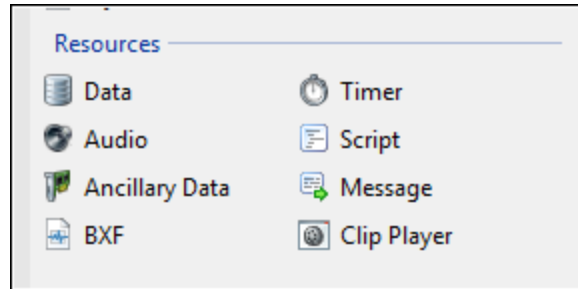 Resources
Data
Timer
Audio
Script
Ancillary Data
Message
BXF
Clip Player